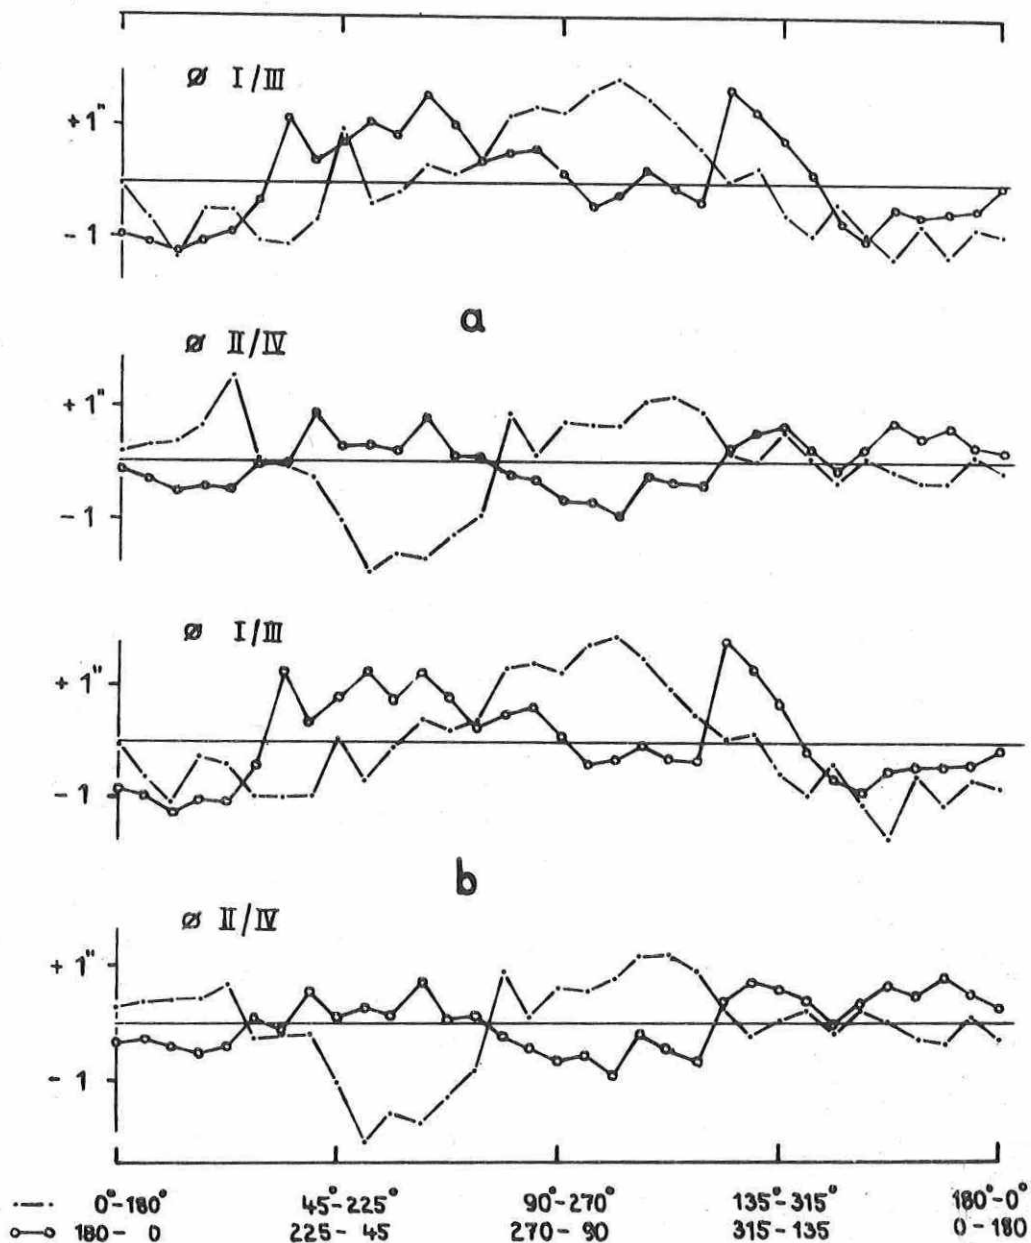 ⌀ I/III
+1"
-1
a
⌀ II/IV
+1"
-1
⌀ I/III
+1"
-1
b
⌀ II/IV
+1"
-1
0°-180° 45°-225° 90°-270° 135°-315° 180°-0°
180-0 225-45 270-90 315-135 0-180